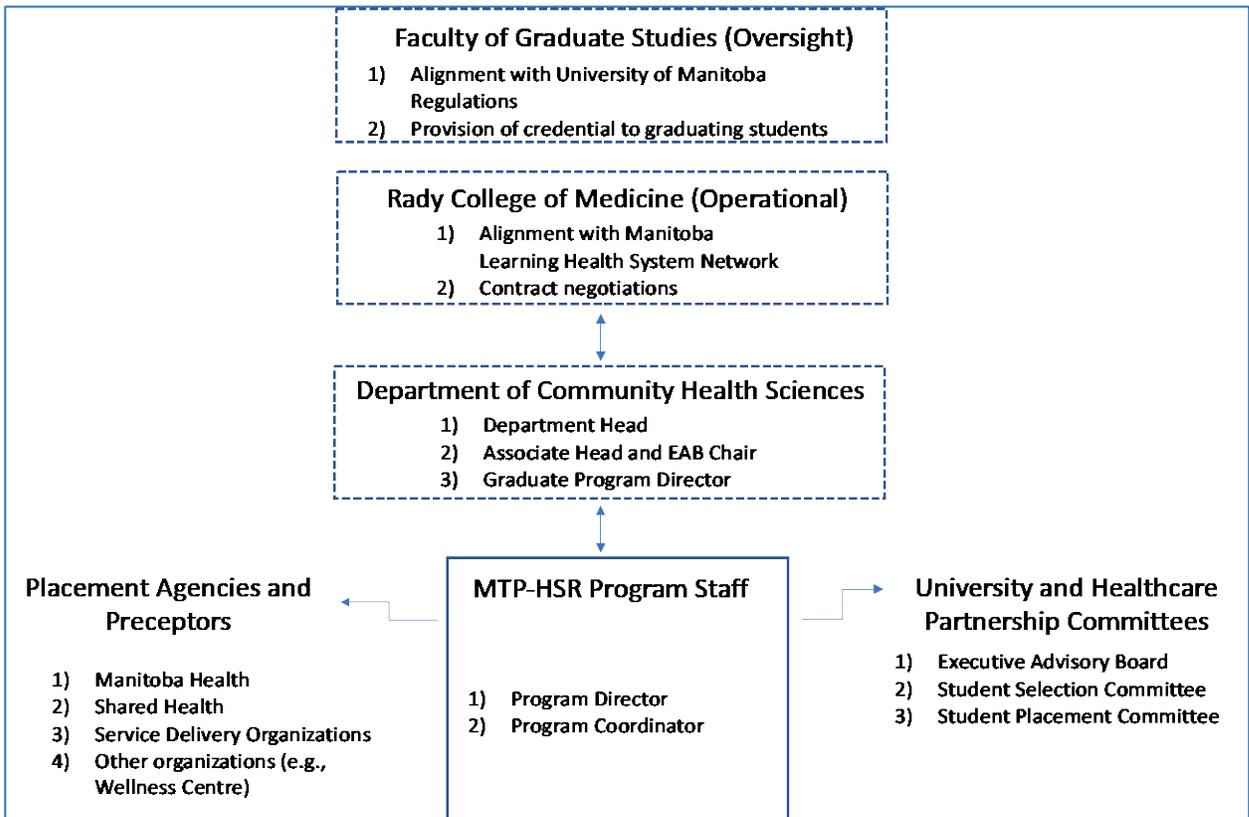 Faculty of Graduate Studies (Oversight)
1) Alignment with University of Manitoba
Regulations
2) Provision of credential to graduating students
Rady College of Medicine (Operational)
1) Alignment with Manitoba
Learning Health System Network
2) Contract negotiations
Department of Community Health Sciences
1) Department Head
2) Associate Head and EAB Chair
3) Graduate Program Director
Placement Agencies and
Preceptors
1) Manitoba Health
2) Shared Health
3) Service Delivery Organizations
4) Other organizations (e.g.,
Wellness Centre)
MTP-HSR Program Staff
1) Program Director
2) Program Coordinator
University and Healthcare
Partnership Committees
1) Executive Advisory Board
2) Student Selection Committee
3) Student Placement Committee